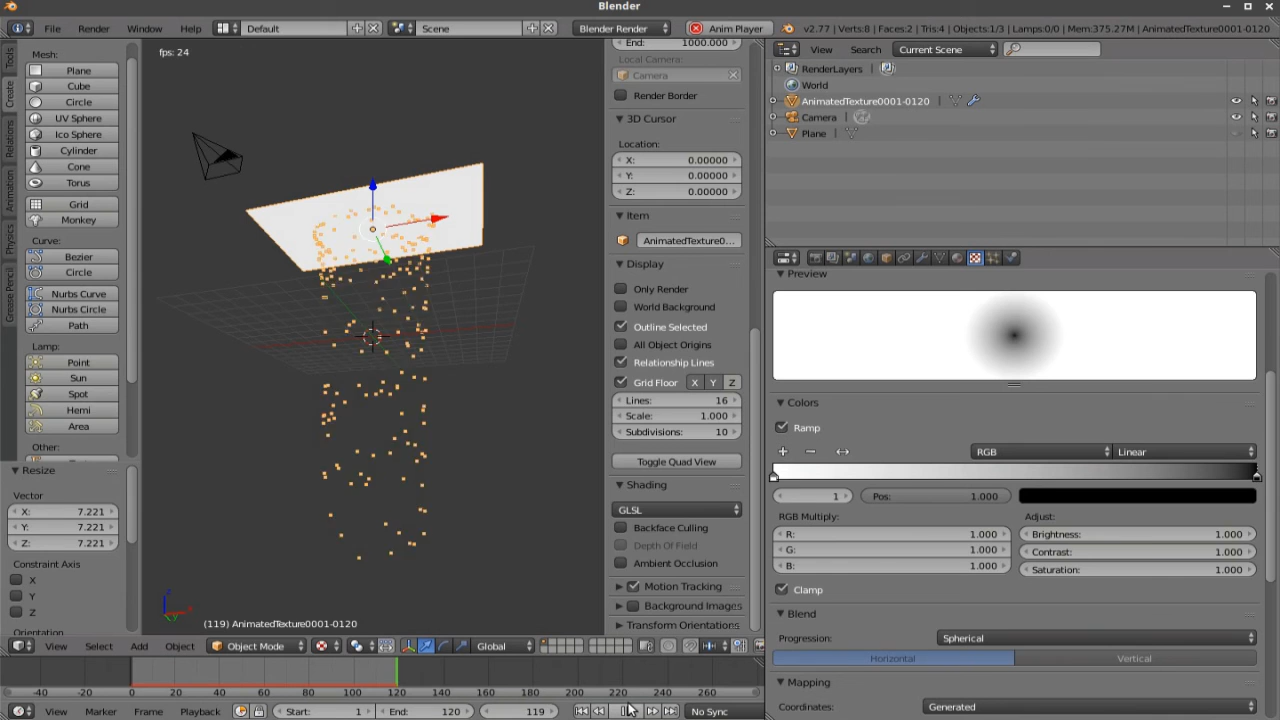 Blender
File
Render
Window
Help
Default
Scene
Blender Render
Anim Player
v2.77 | Verts:8 | Faces:2 | Tris:4 | Objects:1/3 | Lamps:0/0 | Mem:375.27M | AnimatedTexture0001-0120
Tools
Create
Relations
Animation
Physics
Grease Pencil
Mesh:
Plane
Cube
Circle
UV Sphere
Ico Sphere
Cylinder
Cone
Torus
Grid
Monkey
Curve:
Bezier
Circle
Nurbs Curve
Nurbs Circle
Path
Lamp:
Point
Sun
Spot
Hemi
Area
Other:
Resize
Vector
X: 7.221
Y: 7.221
Z: 7.221
Constraint Axis
X
Y
Z
Orientation
fps: 24
(119) AnimatedTexture0001-0120
End: 1000.000
Local Camera:
Camera
Render Border
3D Cursor
Location:
X: 0.00000
Y: 0.00000
Z: 0.00000
Item
AnimatedTexture0...
Display
Only Render
World Background
Outline Selected
All Object Origins
Relationship Lines
Grid Floor X Y Z
Lines: 16
Scale: 1.000
Subdivisions: 10
Toggle Quad View
Shading
GLSL
Backface Culling
Depth Of Field
Ambient Occlusion
Motion Tracking
Background Images
Transform Orientations
View
Search
Current Scene
RenderLayers
World
AnimatedTexture0001-0120
Camera
Plane
Preview
Colors
Ramp
RGB
Linear
1
Pos: 1.000
RGB Multiply:
Adjust:
R: 1.000
G: 1.000
B: 1.000
Brightness: 1.000
Contrast: 1.000
Saturation: 1.000
Clamp
Blend
Progression:
Spherical
Horizontal
Vertical
Mapping
Coordinates:
Generated
View
Select
Add
Object
Object Mode
Global
-40 -20 0 20 40 60 80 100 120 140 160 180 200 220 240 260
View
Marker
Frame
Playback
Start: 1
End: 120
119
No Sync